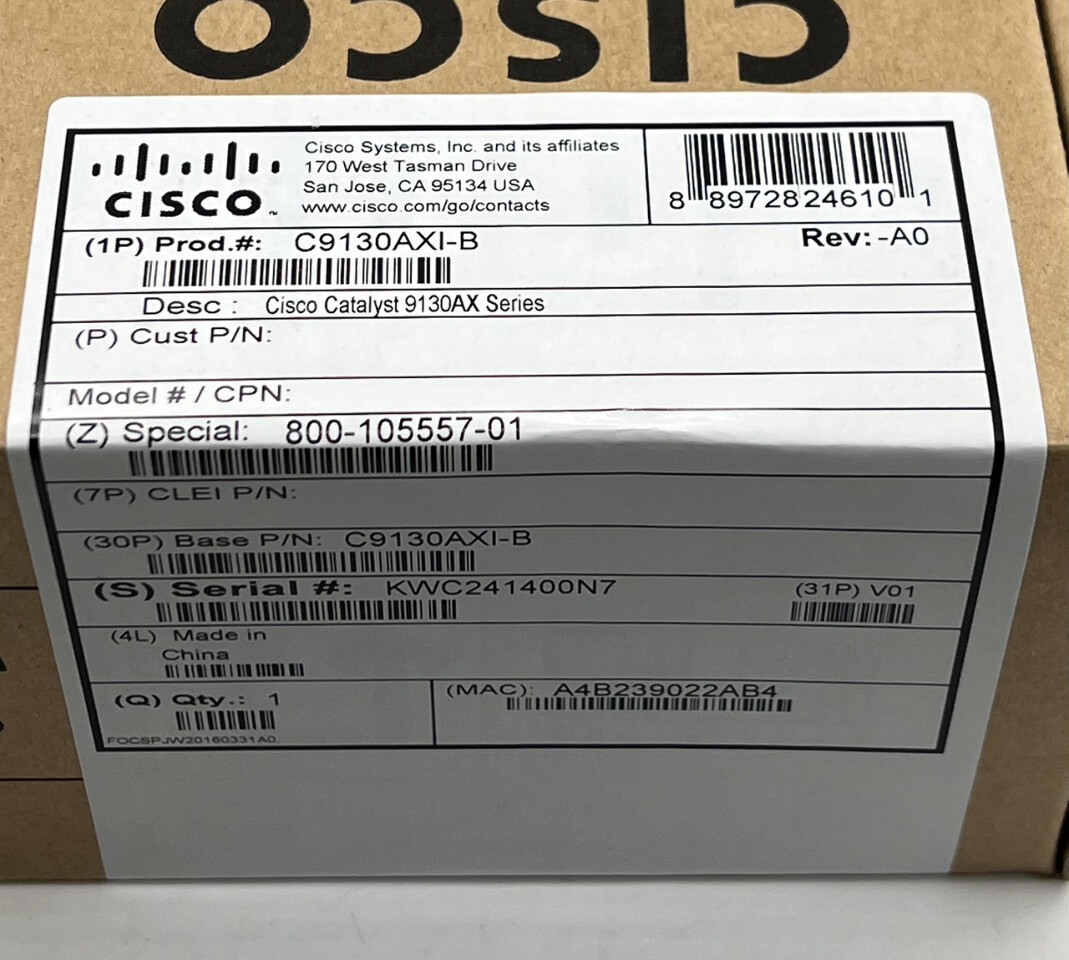 CISCO
Cisco Systems, Inc. and its affiliates
170 West Tasman Drive
San Jose, CA 95134 USA
www.cisco.com/go/contacts
CISCO™
8 89728 24610 1
(1P) Prod.#: C9130AXI-B
Rev:-A0
Desc : Cisco Catalyst 9130AX Series
(P) Cust P/N:
Model # / CPN:
(Z) Special: 800-105557-01
(7P) CLEI P/N:
(30P) Base P/N: C9130AXI-B
(S) Serial #: KWC241400N7
(31P) V01
(4L) Made in
China
(Q) Qty.: 1
(MAC): A4B239022AB4
FOCSPJW20160331A0